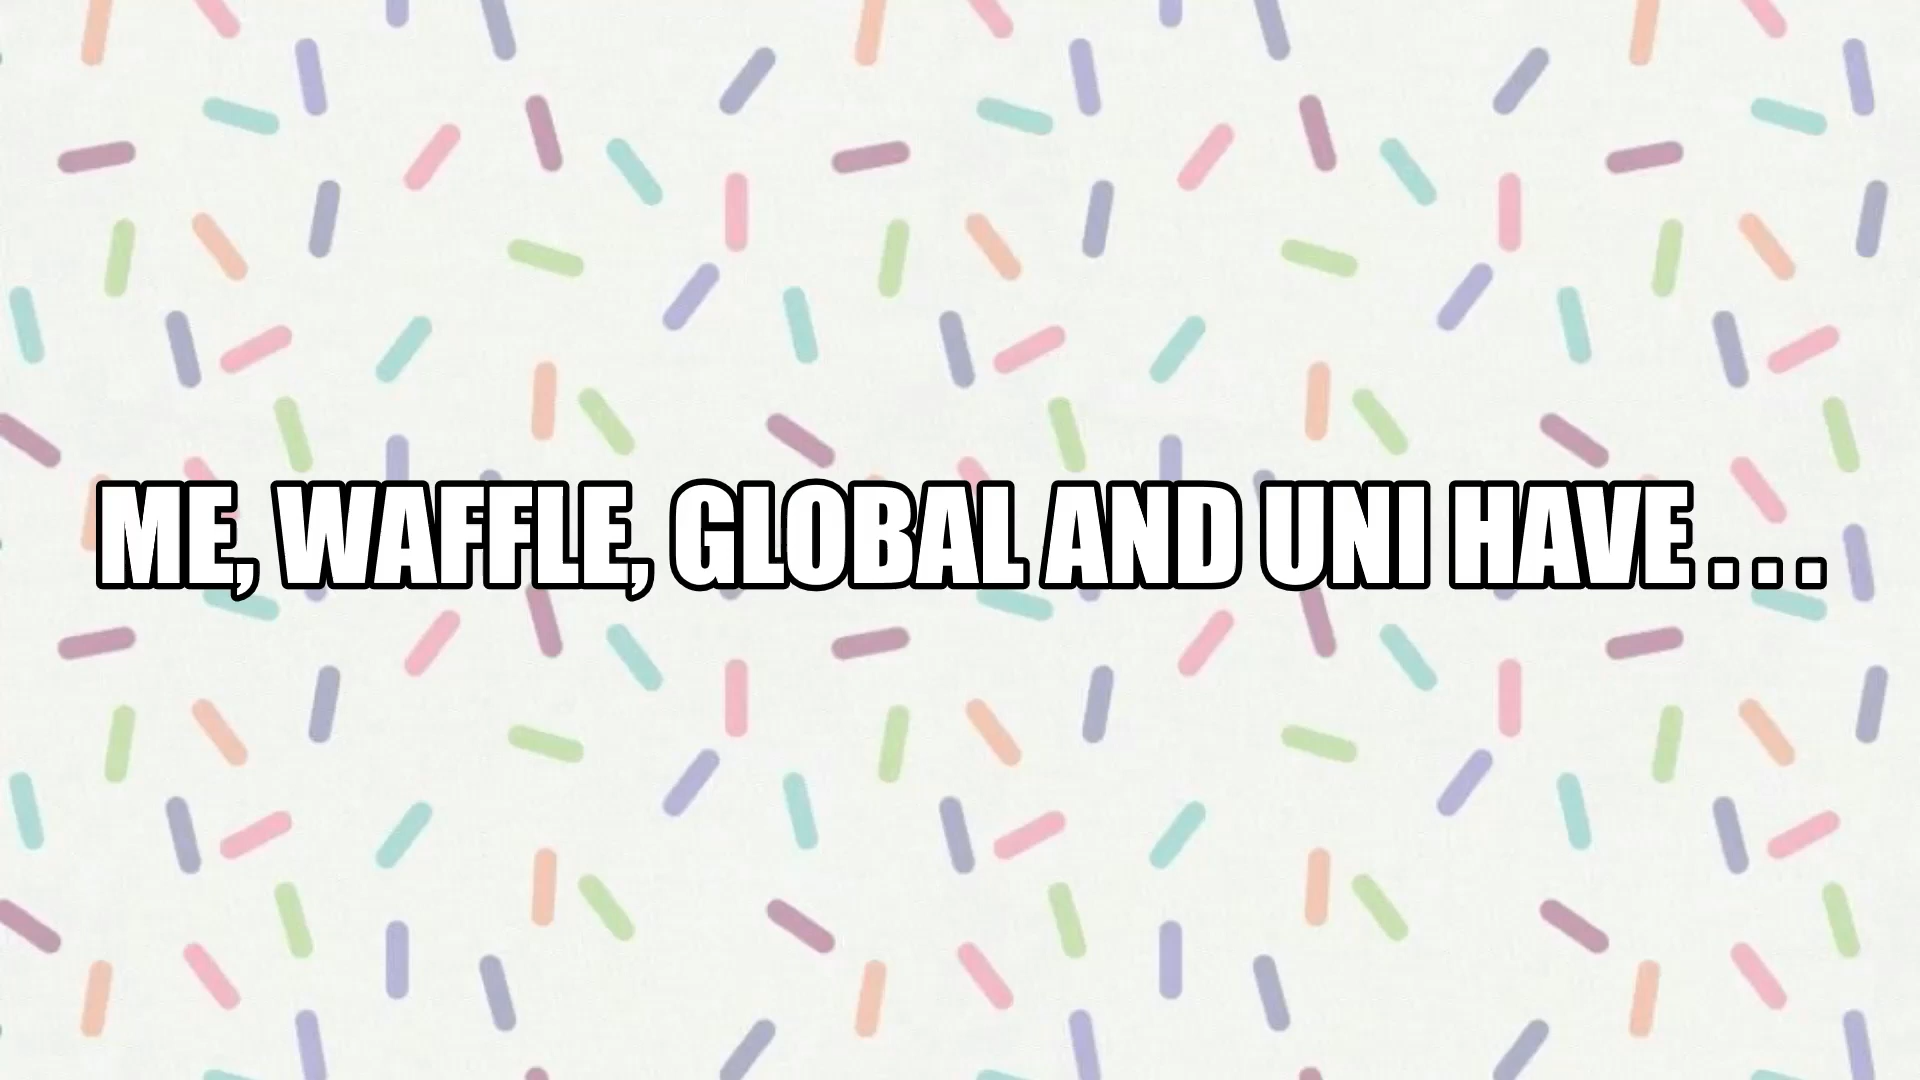 ME, WAFFLE, GLOBAL AND UNI HAVE . . .